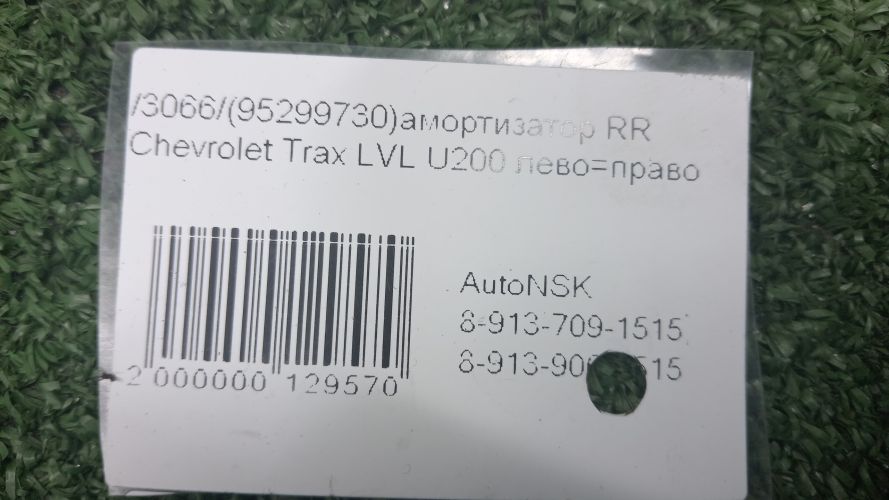 /3066/(95299730)амортизатор RR
Chevrolet Trax LVL U200 лево=право
AutoNSK
8-913-709-1515
2 000000 129570